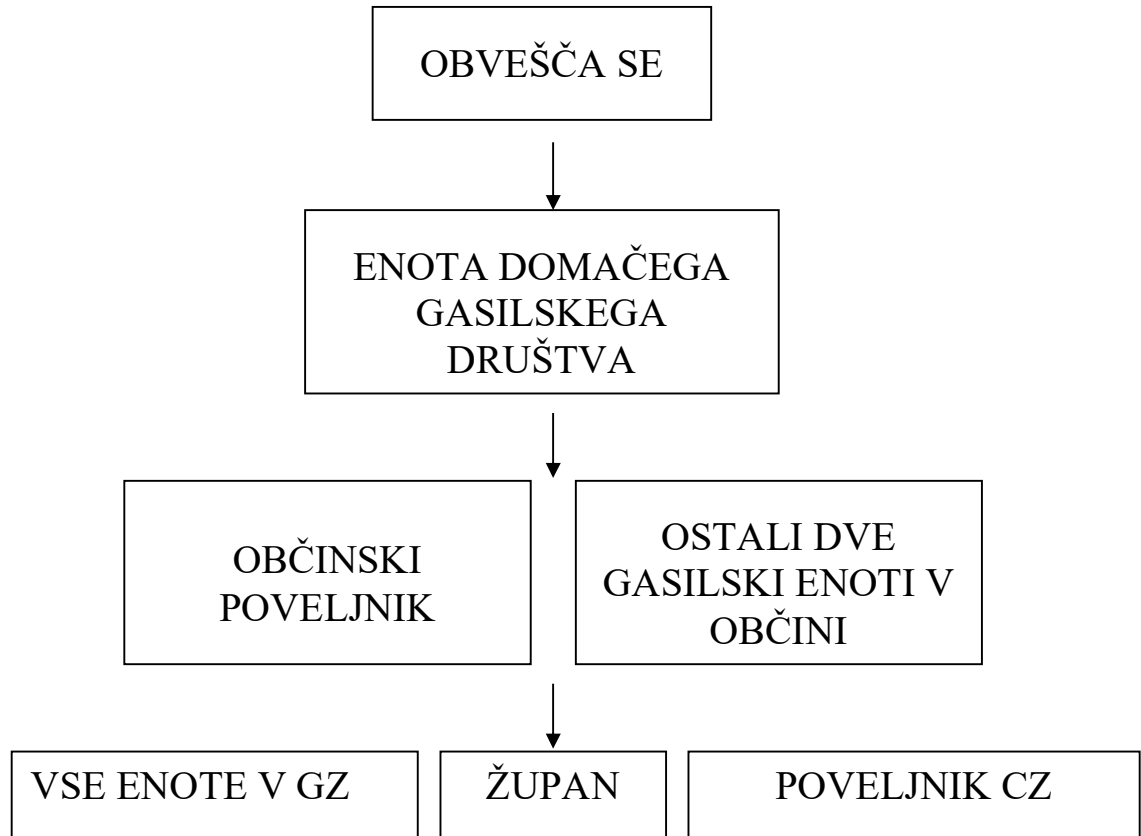 OBVEŠČA SE
ENOTA DOMAČEGA
GASILSKEGA
DRUŠTVA
OBČINSKI
POVELJNIK
OSTALI DVE
GASILSKI ENOTI V
OBČINI
VSE ENOTE V GZ
ŽUPAN
POVELJNIK CZ